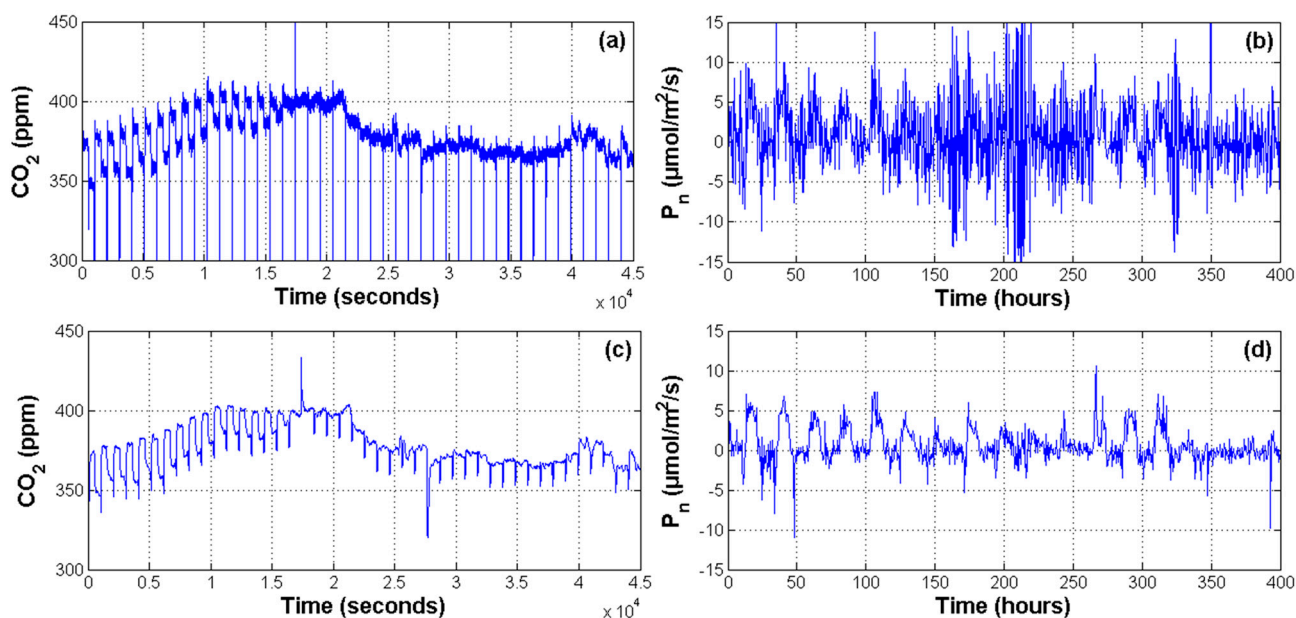 450
400
350
300
CO2 (ppm)
(a)
0 0.5 1 1.5 2 2.5 3 3.5 4 4.5
Time (seconds)
x 10^4
15
10
5
0
-5
-10
-15
Pn (µmol/m²/s)
(b)
0 50 100 150 200 250 300 350 400
Time (hours)
450
400
350
300
CO2 (ppm)
(c)
0 0.5 1 1.5 2 2.5 3 3.5 4 4.5
Time (seconds)
x 10^4
15
10
5
0
-5
-10
-15
Pn (µmol/m²/s)
(d)
0 50 100 150 200 250 300 350 400
Time (hours)